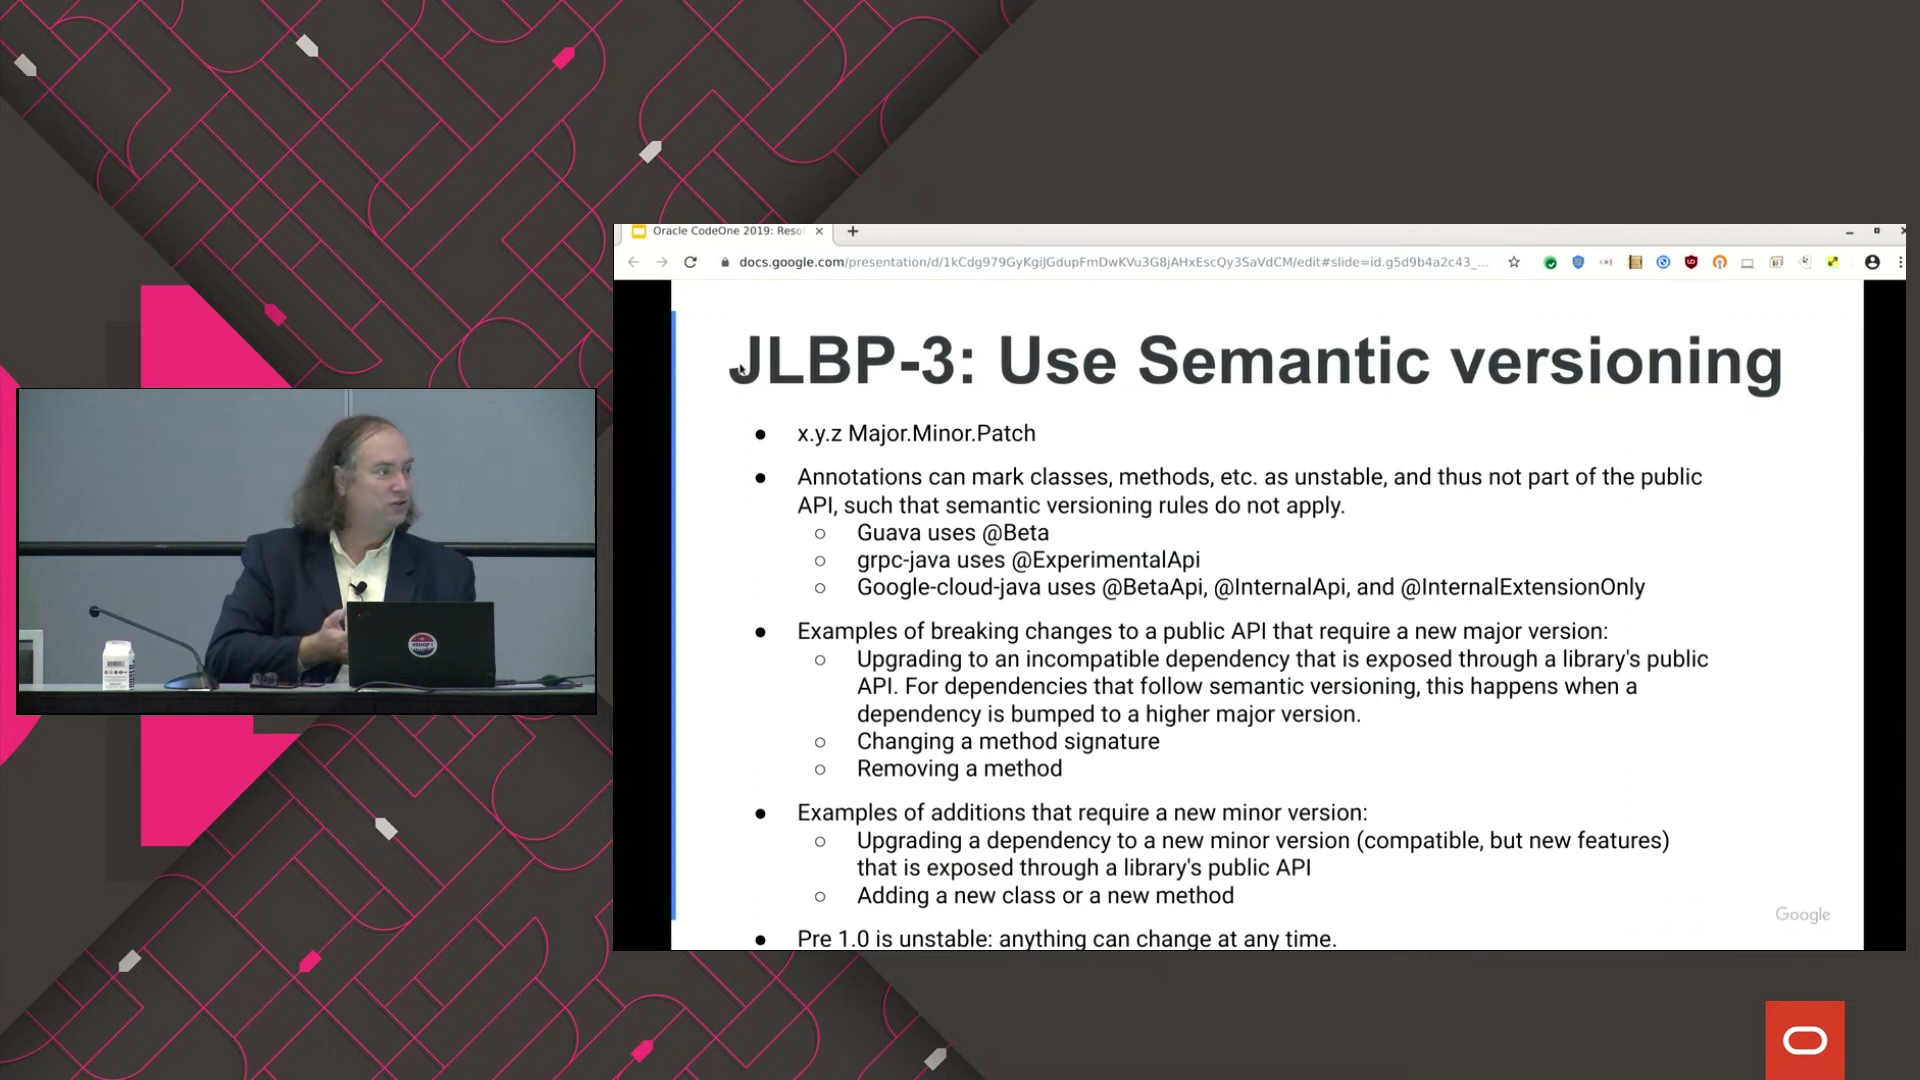 Oracle CodeOne 2019: Reso
docs.google.com/presentation/d/1kCdg979GyKgiJGdupFmDwKVu3G8jAHxEscQy3SaVdCM/edit#slide=id.g5d9b4a2c43_...
JLBP-3: Use Semantic versioning
● x.y.z Major.Minor.Patch
● Annotations can mark classes, methods, etc. as unstable, and thus not part of the public
API, such that semantic versioning rules do not apply.
○ Guava uses @Beta
○ grpc-java uses @ExperimentalApi
○ Google-cloud-java uses @BetaApi, @InternalApi, and @InternalExtensionOnly
● Examples of breaking changes to a public API that require a new major version:
○ Upgrading to an incompatible dependency that is exposed through a library's public
API. For dependencies that follow semantic versioning, this happens when a
dependency is bumped to a higher major version.
○ Changing a method signature
○ Removing a method
● Examples of additions that require a new minor version:
○ Upgrading a dependency to a new minor version (compatible, but new features)
that is exposed through a library's public API
○ Adding a new class or a new method
Google
● Pre 1.0 is unstable: anything can change at any time.